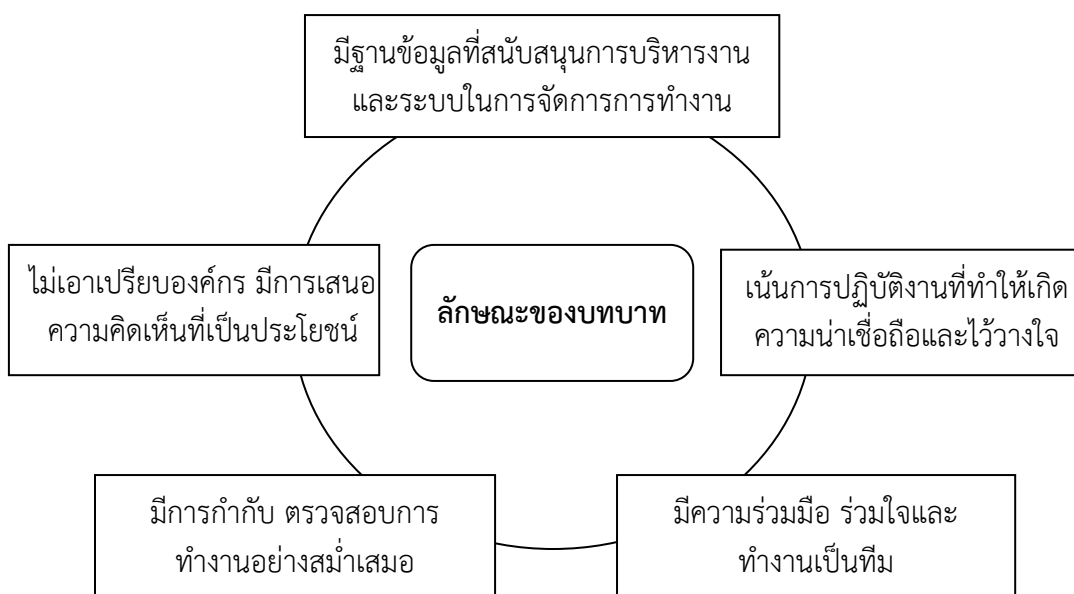 มีฐานข้อมูลที่สนับสนุนการบริหารงาน
และระบบในการจัดการการทำงาน
ไม่เอาเปรียบองค์กร มีการเสนอ
ความคิดเห็นที่เป็นประโยชน์
ลักษณะของบทบาท
เน้นการปฏิบัติงานที่ทำให้เกิด
ความน่าเชื่อถือและไว้วางใจ
มีการกำกับ ตรวจสอบการ
ทำงานอย่างสม่ำเสมอ
มีความร่วมมือ ร่วมใจและ
ทำงานเป็นทีม